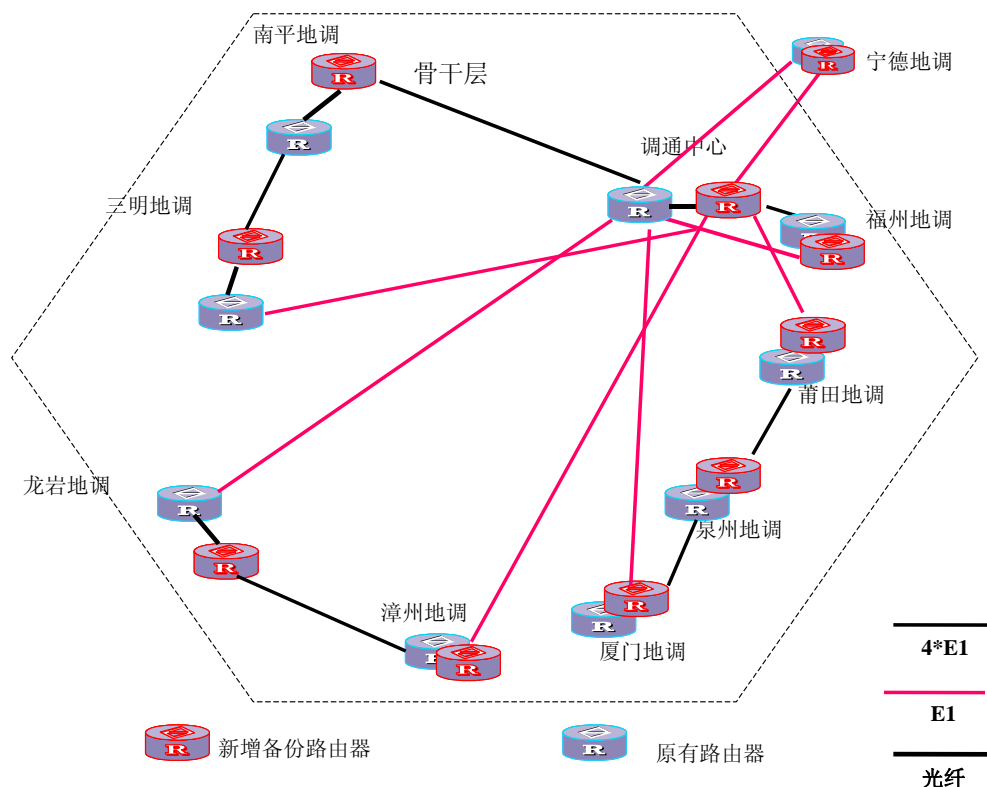 南平地调
R
骨干层
R
R
宁德地调
R
调通中心
三明地调
R
R
福州地调
R
R
R
R
R
莆田地调
龙岩地调
R
R
R
泉州地调
R
漳州地调
R
R
厦门地调
R
4*E1
E1
R
新增备份路由器
R
原有路由器
光纤